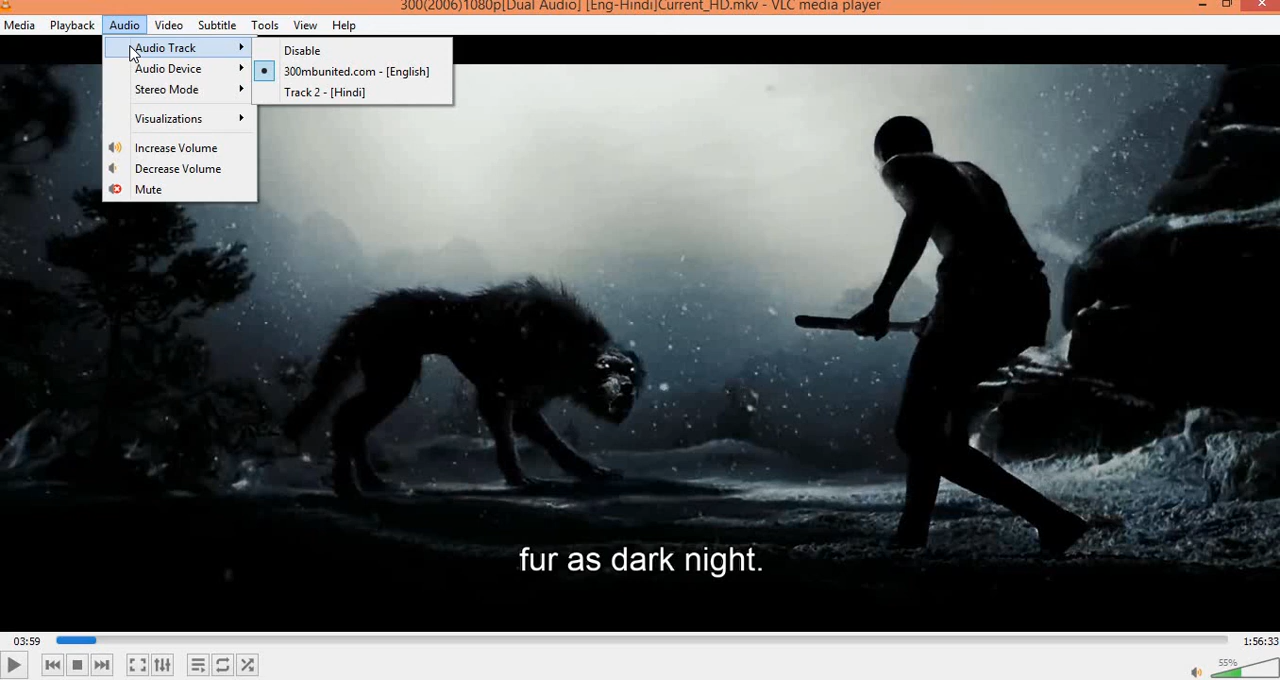 300(2006)1080p[Dual Audio] [Eng-Hindi]Current_HD.mkv - VLC media player
Media Playback Audio Video Subtitle Tools View Help
Audio Track
Audio Device
Stereo Mode
Visualizations
Increase Volume
Decrease Volume
Mute
Disable
300mbunited.com - [English]
Track 2 - [Hindi]
fur as dark night.
03:59
1:56:33
55%